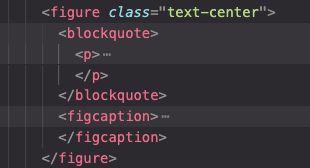 <figure class="text-center">
<blockquote>
<p>⋯
</p>
</blockquote>
<figcaption>⋯
</figcaption>
</figure>